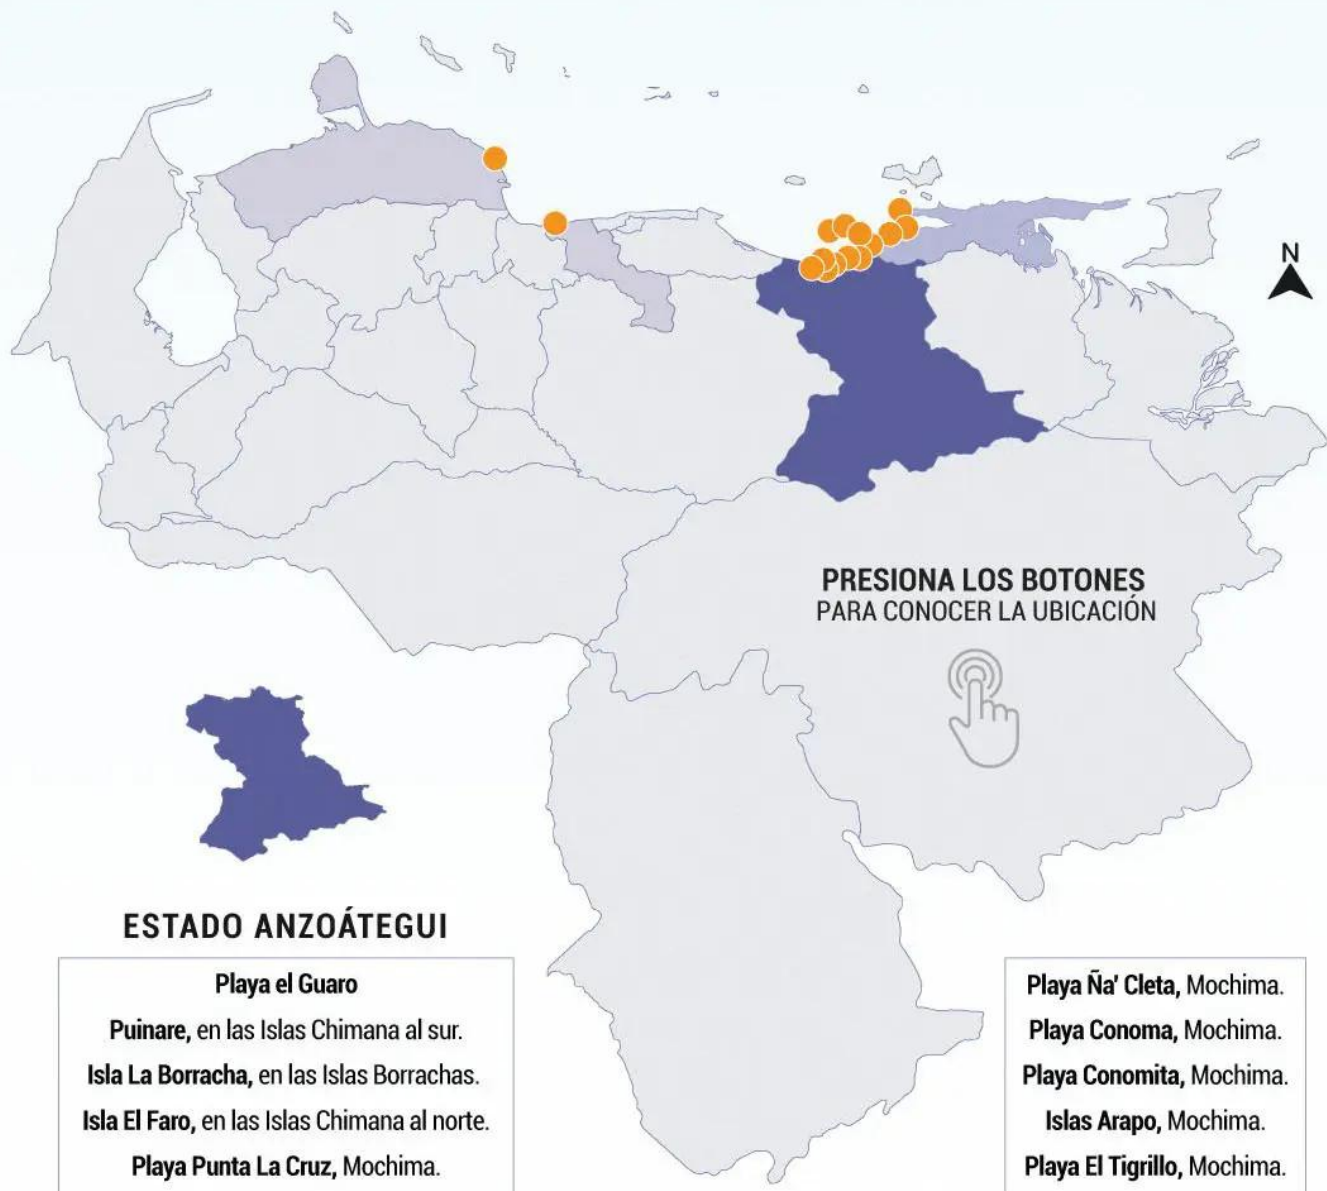 N
PRESIONA LOS BOTONES
PARA CONOCER LA UBICACIÓN
ESTADO ANZOÁTEGUI
Playa el Guaro
Puinare, en las Islas Chimana al sur.
Isla La Borracha, en las Islas Borrachas.
Isla El Faro, en las Islas Chimana al norte.
Playa Punta La Cruz, Mochima.
Playa Ña' Cleta, Mochima.
Playa Conoma, Mochima.
Playa Conomita, Mochima.
Islas Arapo, Mochima.
Playa El Tigrillo, Mochima.